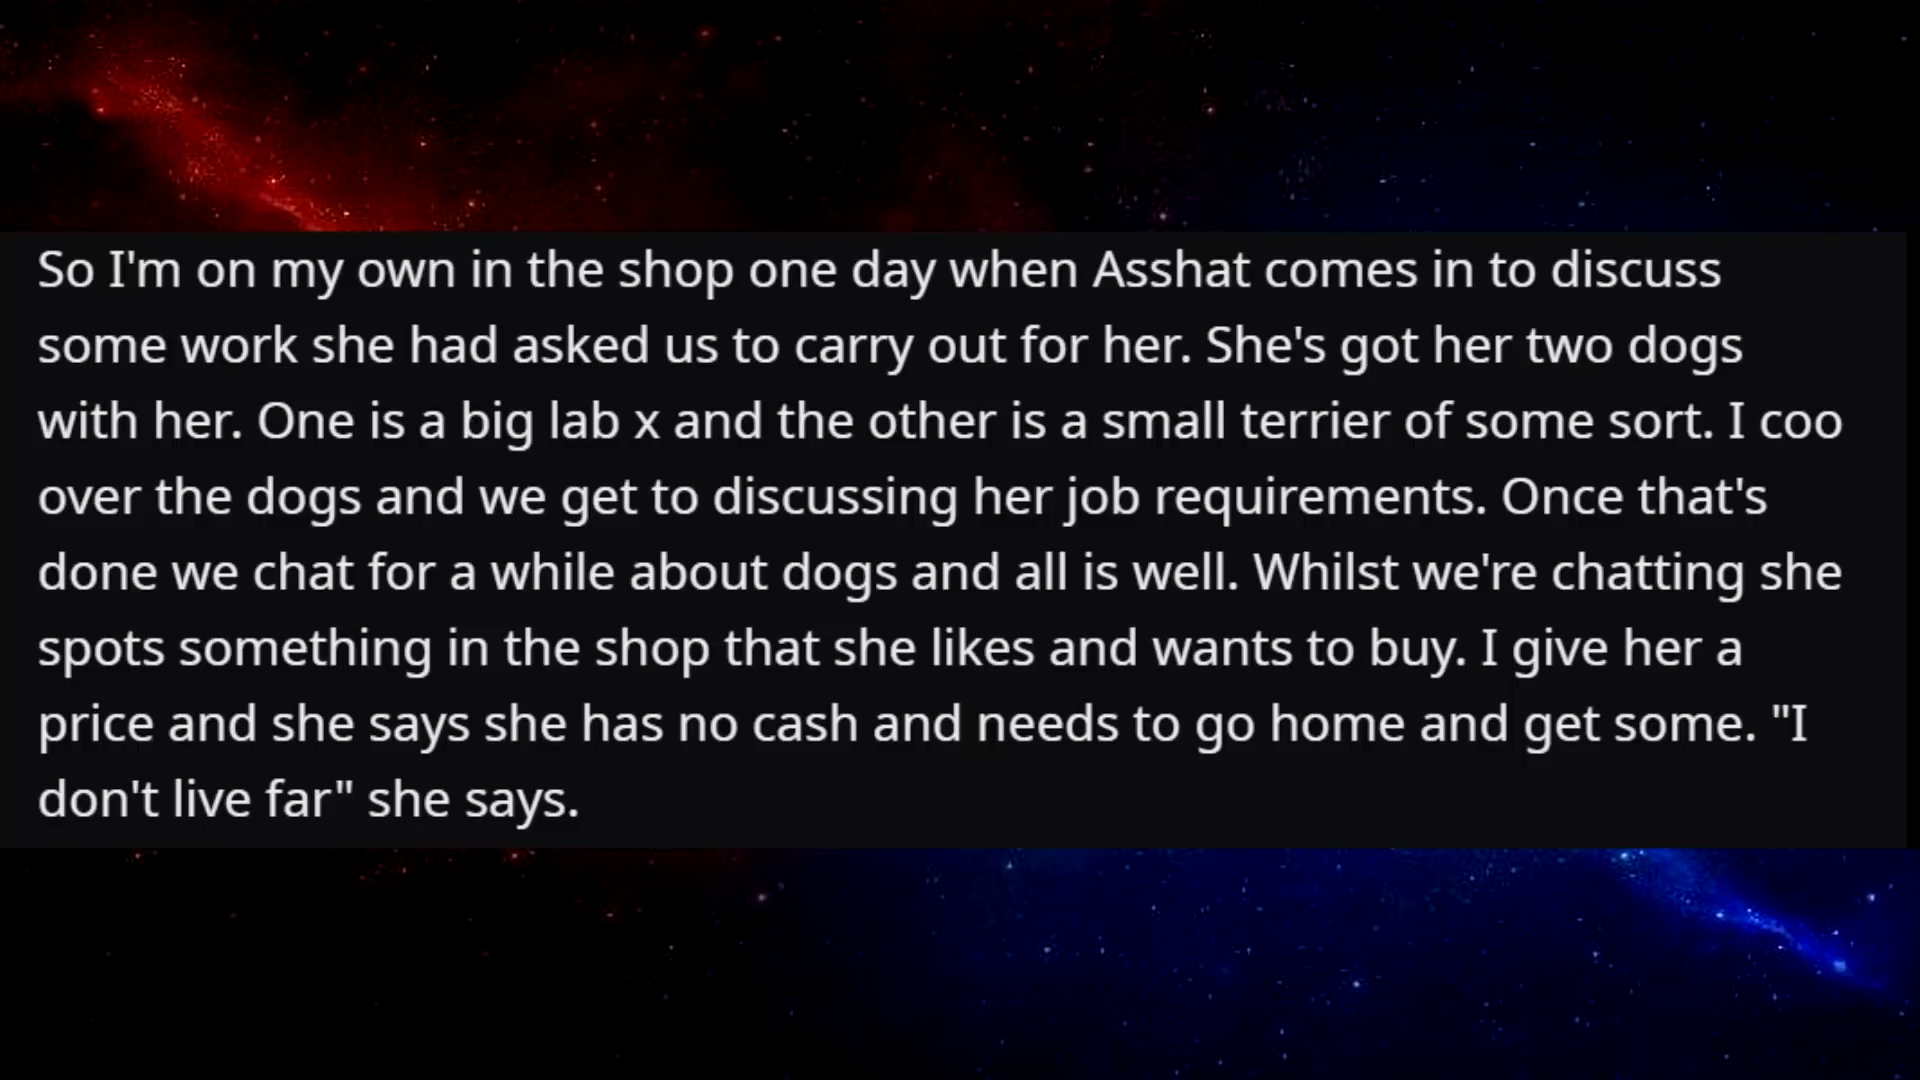 So I'm on my own in the shop one day when Asshat comes in to discuss
some work she had asked us to carry out for her. She's got her two dogs
with her. One is a big lab x and the other is a small terrier of some sort. I coo
over the dogs and we get to discussing her job requirements. Once that's
done we chat for a while about dogs and all is well. Whilst we're chatting she
spots something in the shop that she likes and wants to buy. I give her a
price and she says she has no cash and needs to go home and get some. "I
don't live far" she says.